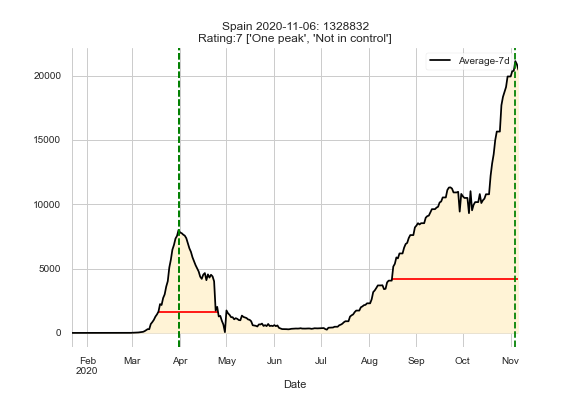 Spain 2020-11-06: 1328832
Rating:7 ['One peak', 'Not in control']
Average-7d
20000
15000
10000
5000
0
Feb Mar Apr May Jun Jul Aug Sep Oct Nov
2020
Date